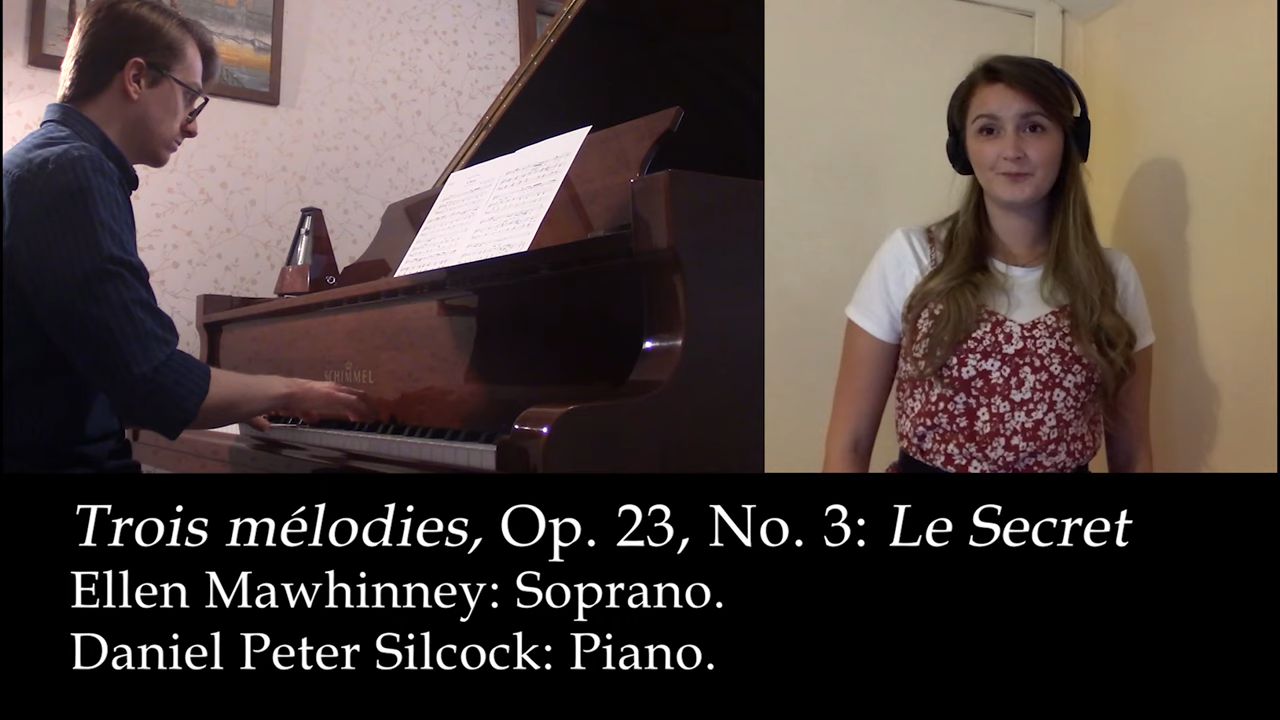 SCHIMMEL
Trois mélodies, Op. 23, No. 3: Le Secret
Ellen Mawhinney: Soprano.
Daniel Peter Silcock: Piano.